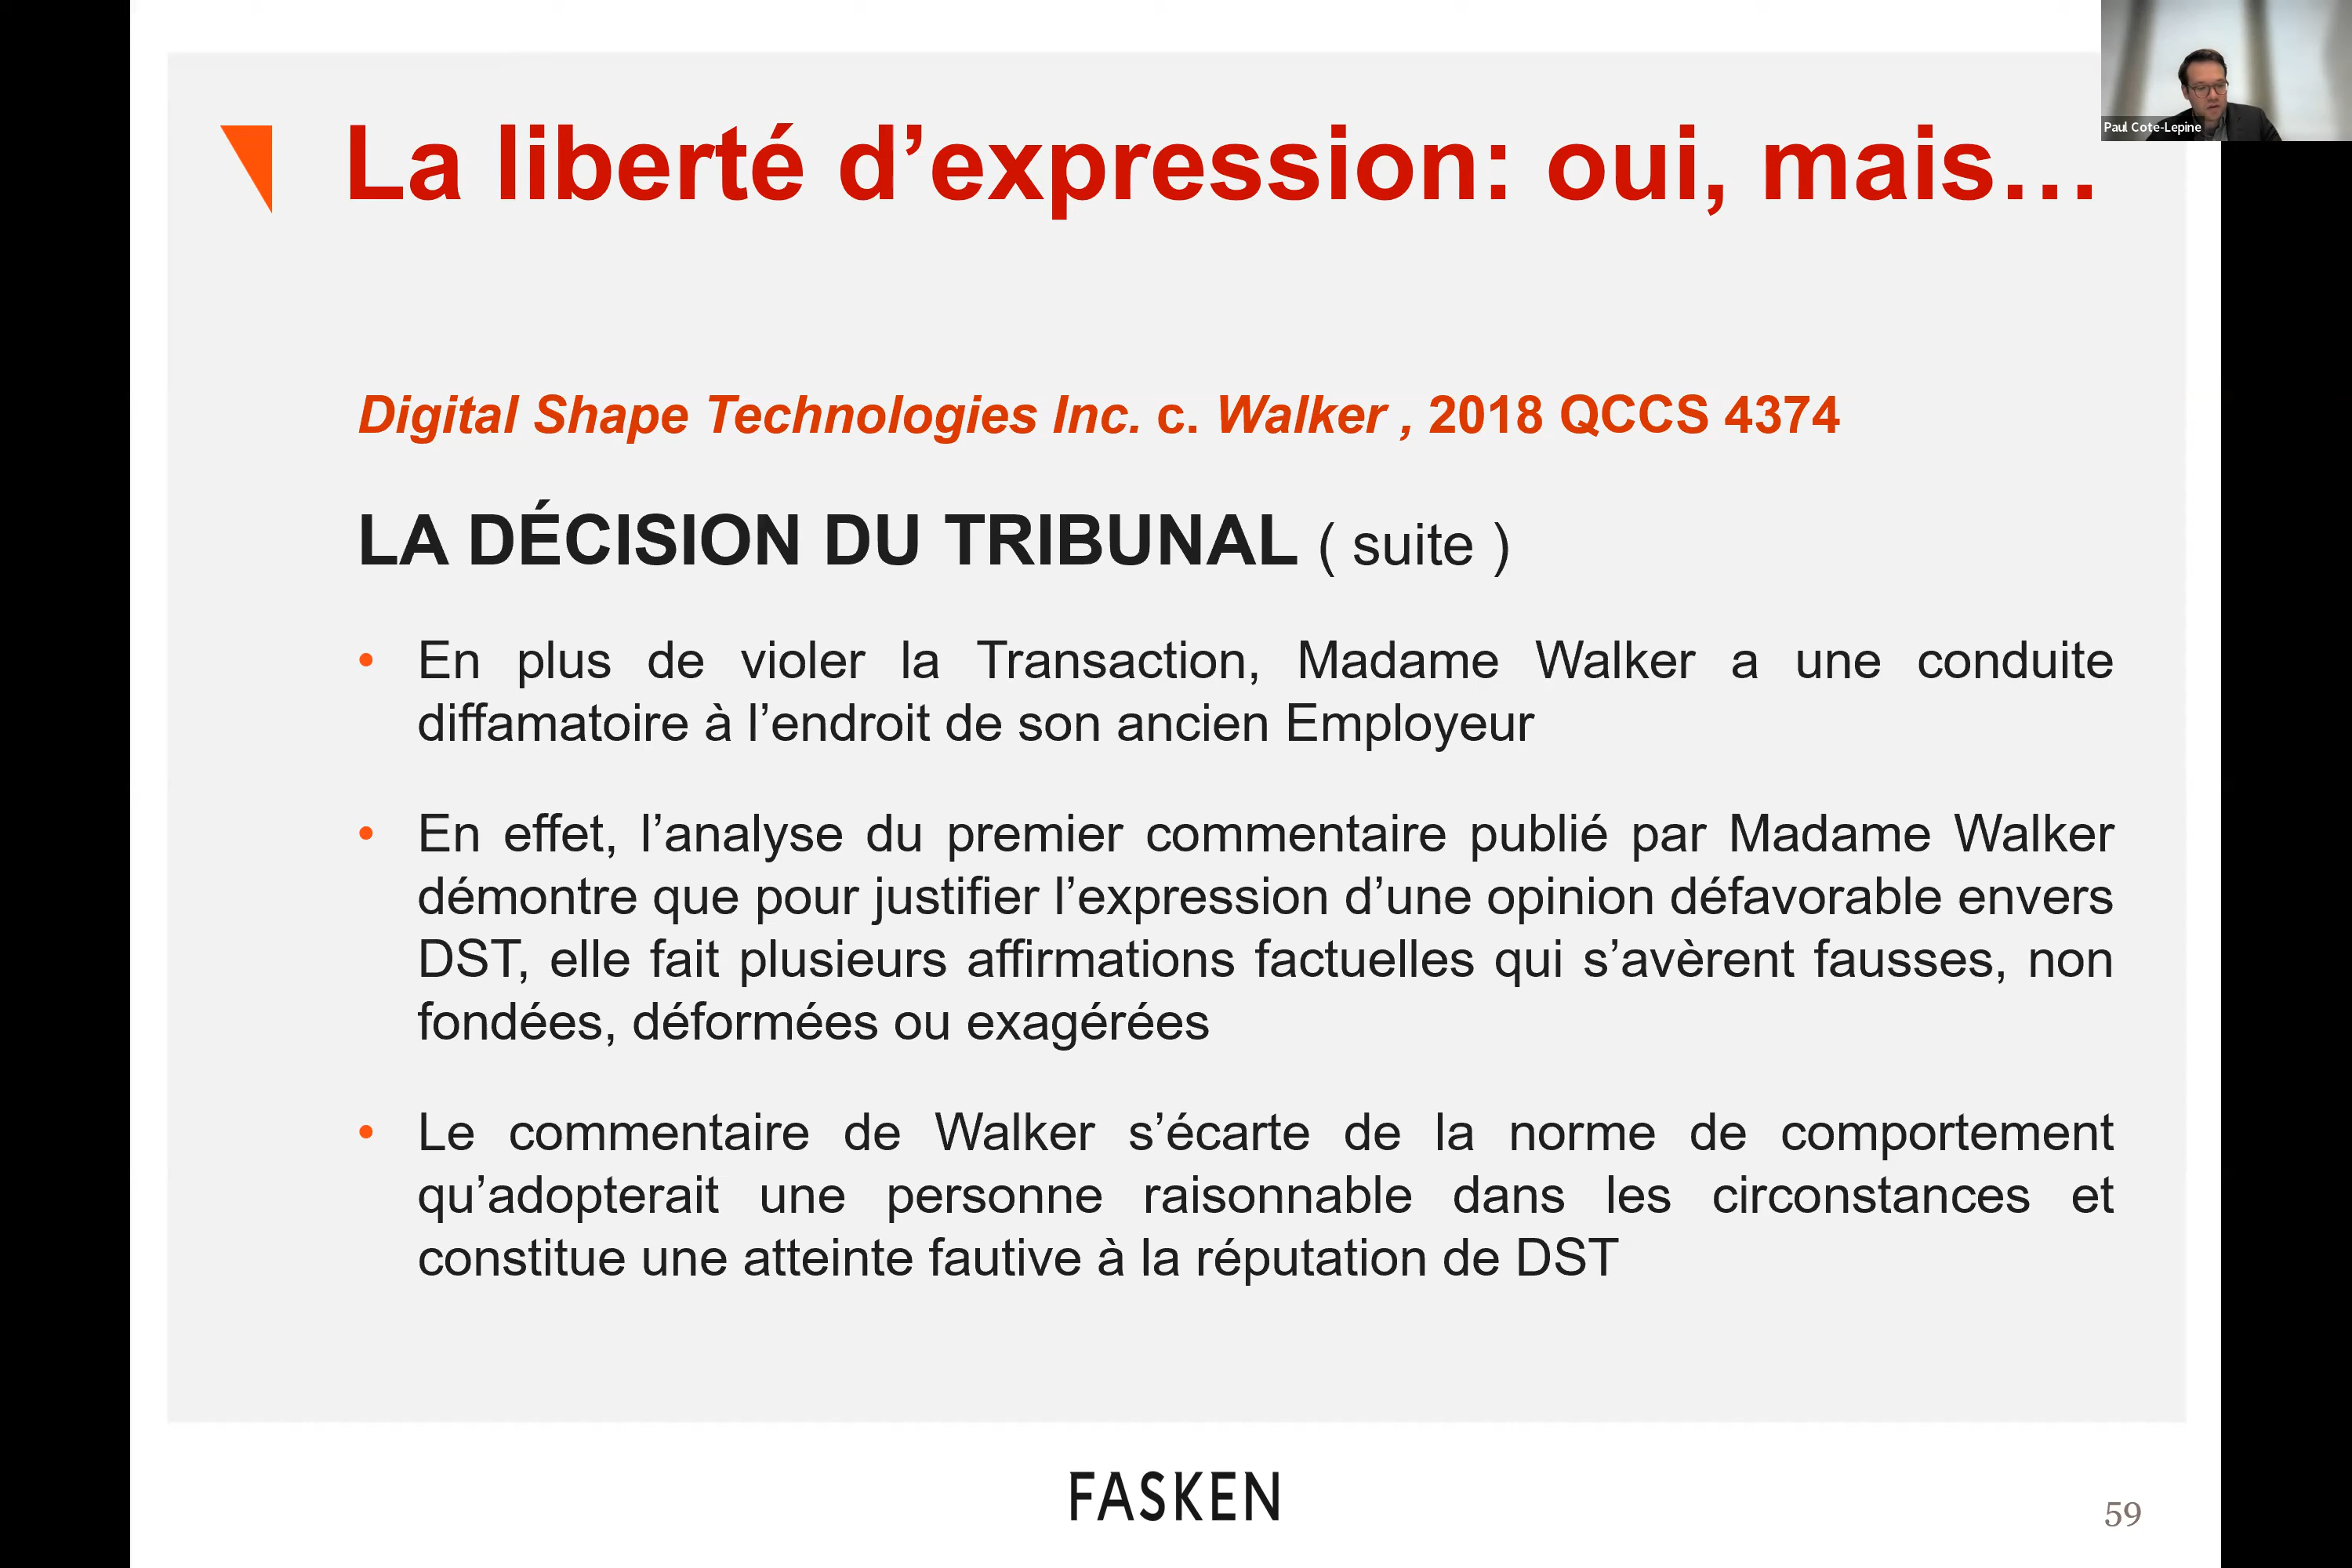 La liberté d’expression: oui, mais…
Paul Cote-Lepine
Digital Shape Technologies Inc. c. Walker , 2018 QCCS 4374
LA DÉCISION DU TRIBUNAL ( suite )
• En plus de violer la Transaction, Madame Walker a une conduite
diffamatoire à l’endroit de son ancien Employeur
• En effet, l’analyse du premier commentaire publié par Madame Walker
démontre que pour justifier l’expression d’une opinion défavorable envers
DST, elle fait plusieurs affirmations factuelles qui s’avèrent fausses, non
fondées, déformées ou exagérées
• Le commentaire de Walker s’écarte de la norme de comportement
qu’adopterait une personne raisonnable dans les circonstances et
constitue une atteinte fautive à la réputation de DST
FASKEN
59